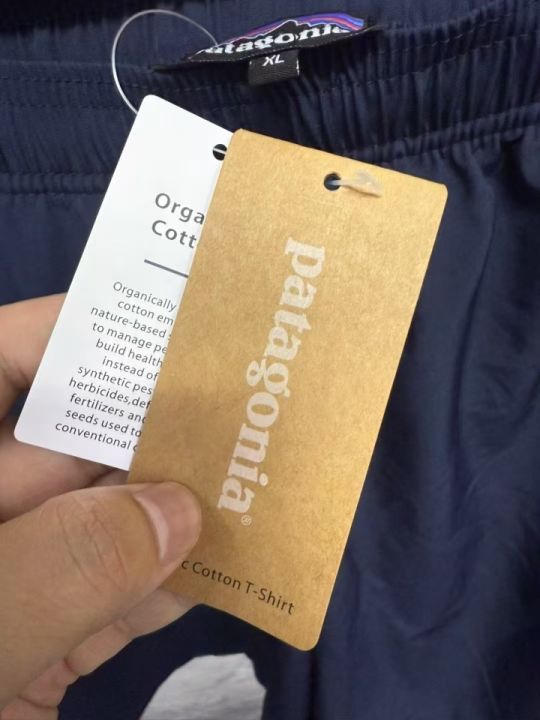 patagonia
XL
Orga
Cott
Organically
cotton em
nature-based
to manage pe
build health
instead of
synthetic pes
herbicides,def
fertilizers and
seeds used to
conventional c
patagonia®
c Cotton T-Shirt